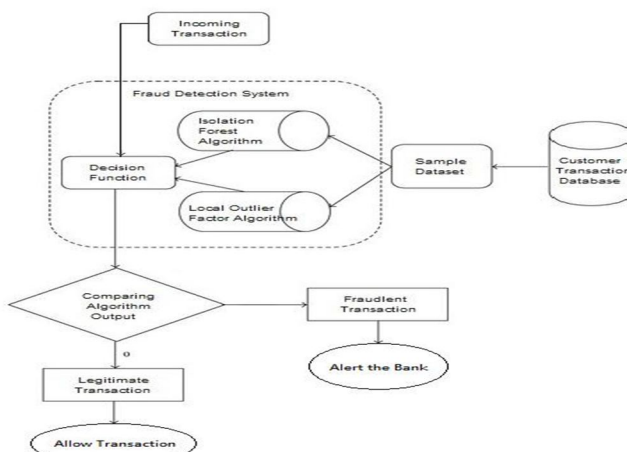 Incoming
Transaction
Fraud Detection System
Isolation
Forest
Algorithm
Decision
Function
Sample
Dataset
Customer
Transaction
Database
Local Outlier
Factor Algorithm
Comparing
Algorithm
Output
Fraudlent
Transaction
Alert the Bank
0
Legitimate
Transaction
Allow Transaction